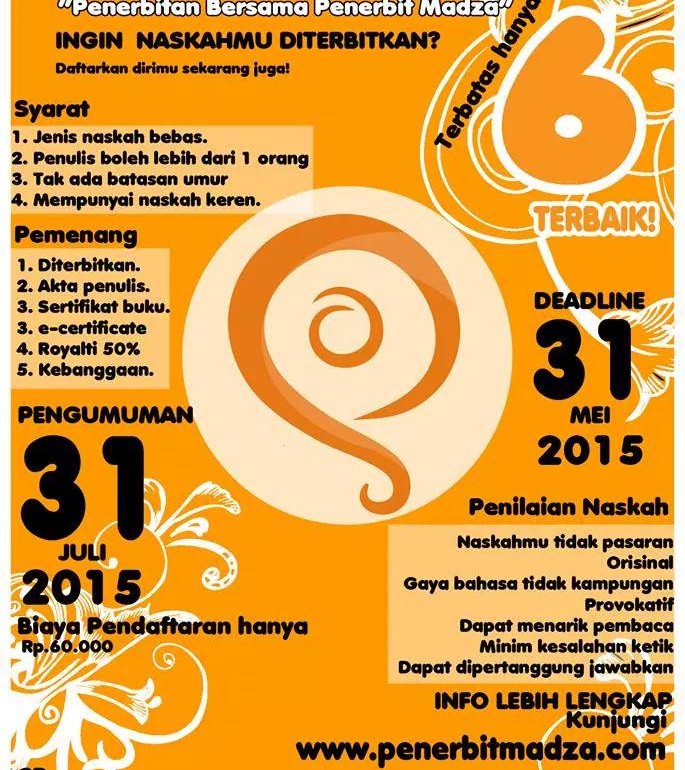 "Penerbitan Bersama Penerbit Madza"
INGIN NASKAHMU DITERBITKAN?
Daftarkan dirimu sekarang juga!
Terbatas hanya
6
TERBAIK!
Syarat
1. Jenis naskah bebas.
2. Penulis boleh lebih dari 1 orang
3. Tak ada batasan umur
4. Mempunyai naskah keren.
Pemenang
1. Diterbitkan.
2. Akta penulis.
3. Sertifikat buku.
3. e-certificate
4. Royalti 50%
5. Kebanggaan.
DEADLINE
31
MEI
2015
PENGUMUMAN
31
JULI
2015
Biaya Pendaftaran hanya
Rp.60.000
Penilaian Naskah
Naskahmu tidak pasaran
Orisinal
Gaya bahasa tidak kampungan
Provokatif
Dapat menarik pembaca
Minim kesalahan ketik
Dapat dipertanggung jawabkan
INFO LEBIH LENGKAP
Kunjungi
www.penerbitmadza.com